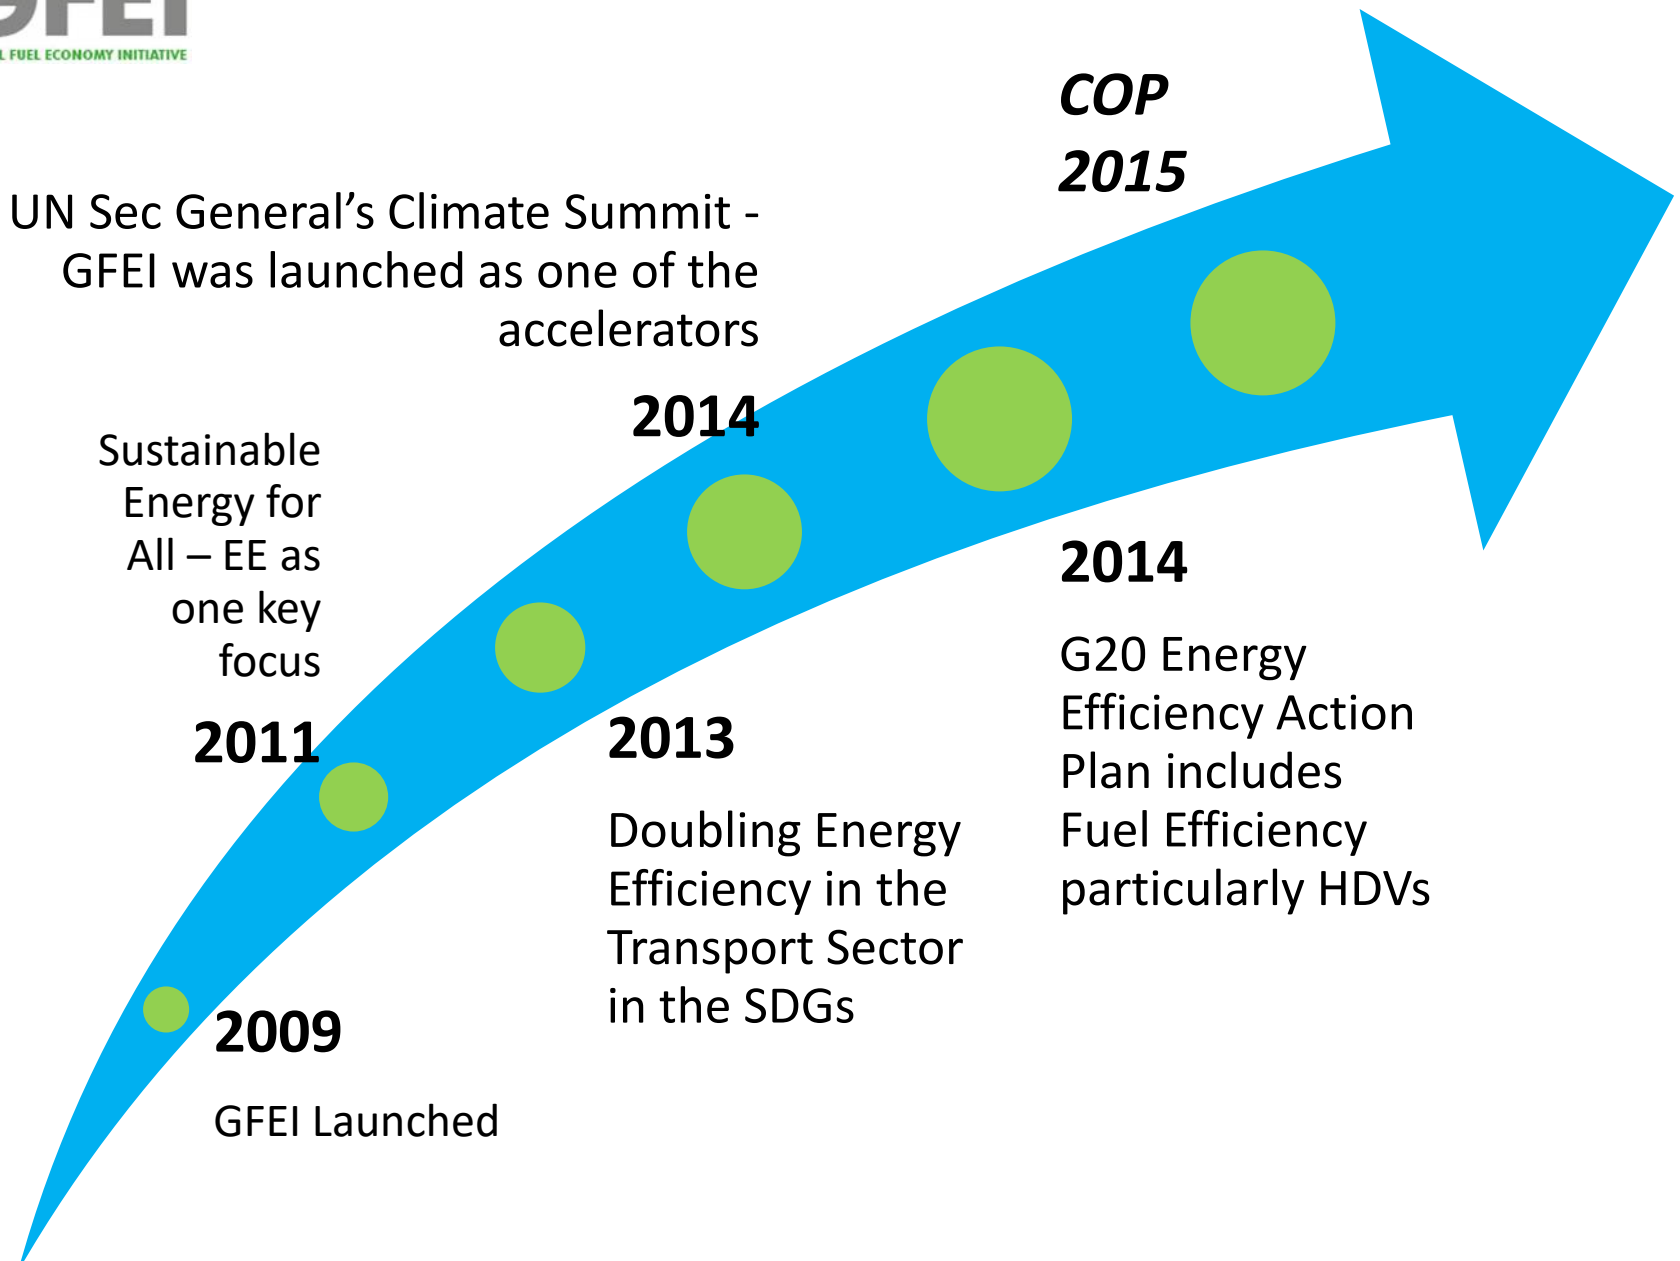 GFEI
FUEL ECONOMY INITIATIVE
COP
2015
UN Sec General’s Climate Summit -
GFEI was launched as one of the
accelerators
2014
Sustainable
Energy for
All – EE as
one key
focus
2011
2014
G20 Energy
Efficiency Action
Plan includes
Fuel Efficiency
particularly HDVs
2013
Doubling Energy
Efficiency in the
Transport Sector
in the SDGs
2009
GFEI Launched